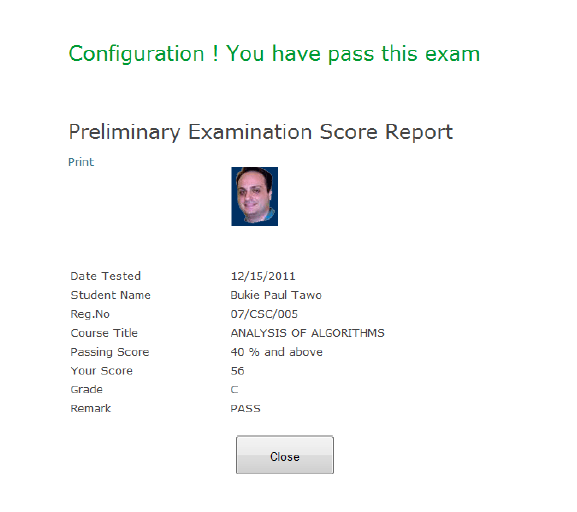 Configuration ! You have pass this exam
Preliminary Examination Score Report
Print
Date Tested 12/15/2011
Student Name Bukie Paul Tawo
Reg.No 07/CSC/005
Course Title ANALYSIS OF ALGORITHMS
Passing Score 40 % and above
Your Score 56
Grade C
Remark PASS
Close